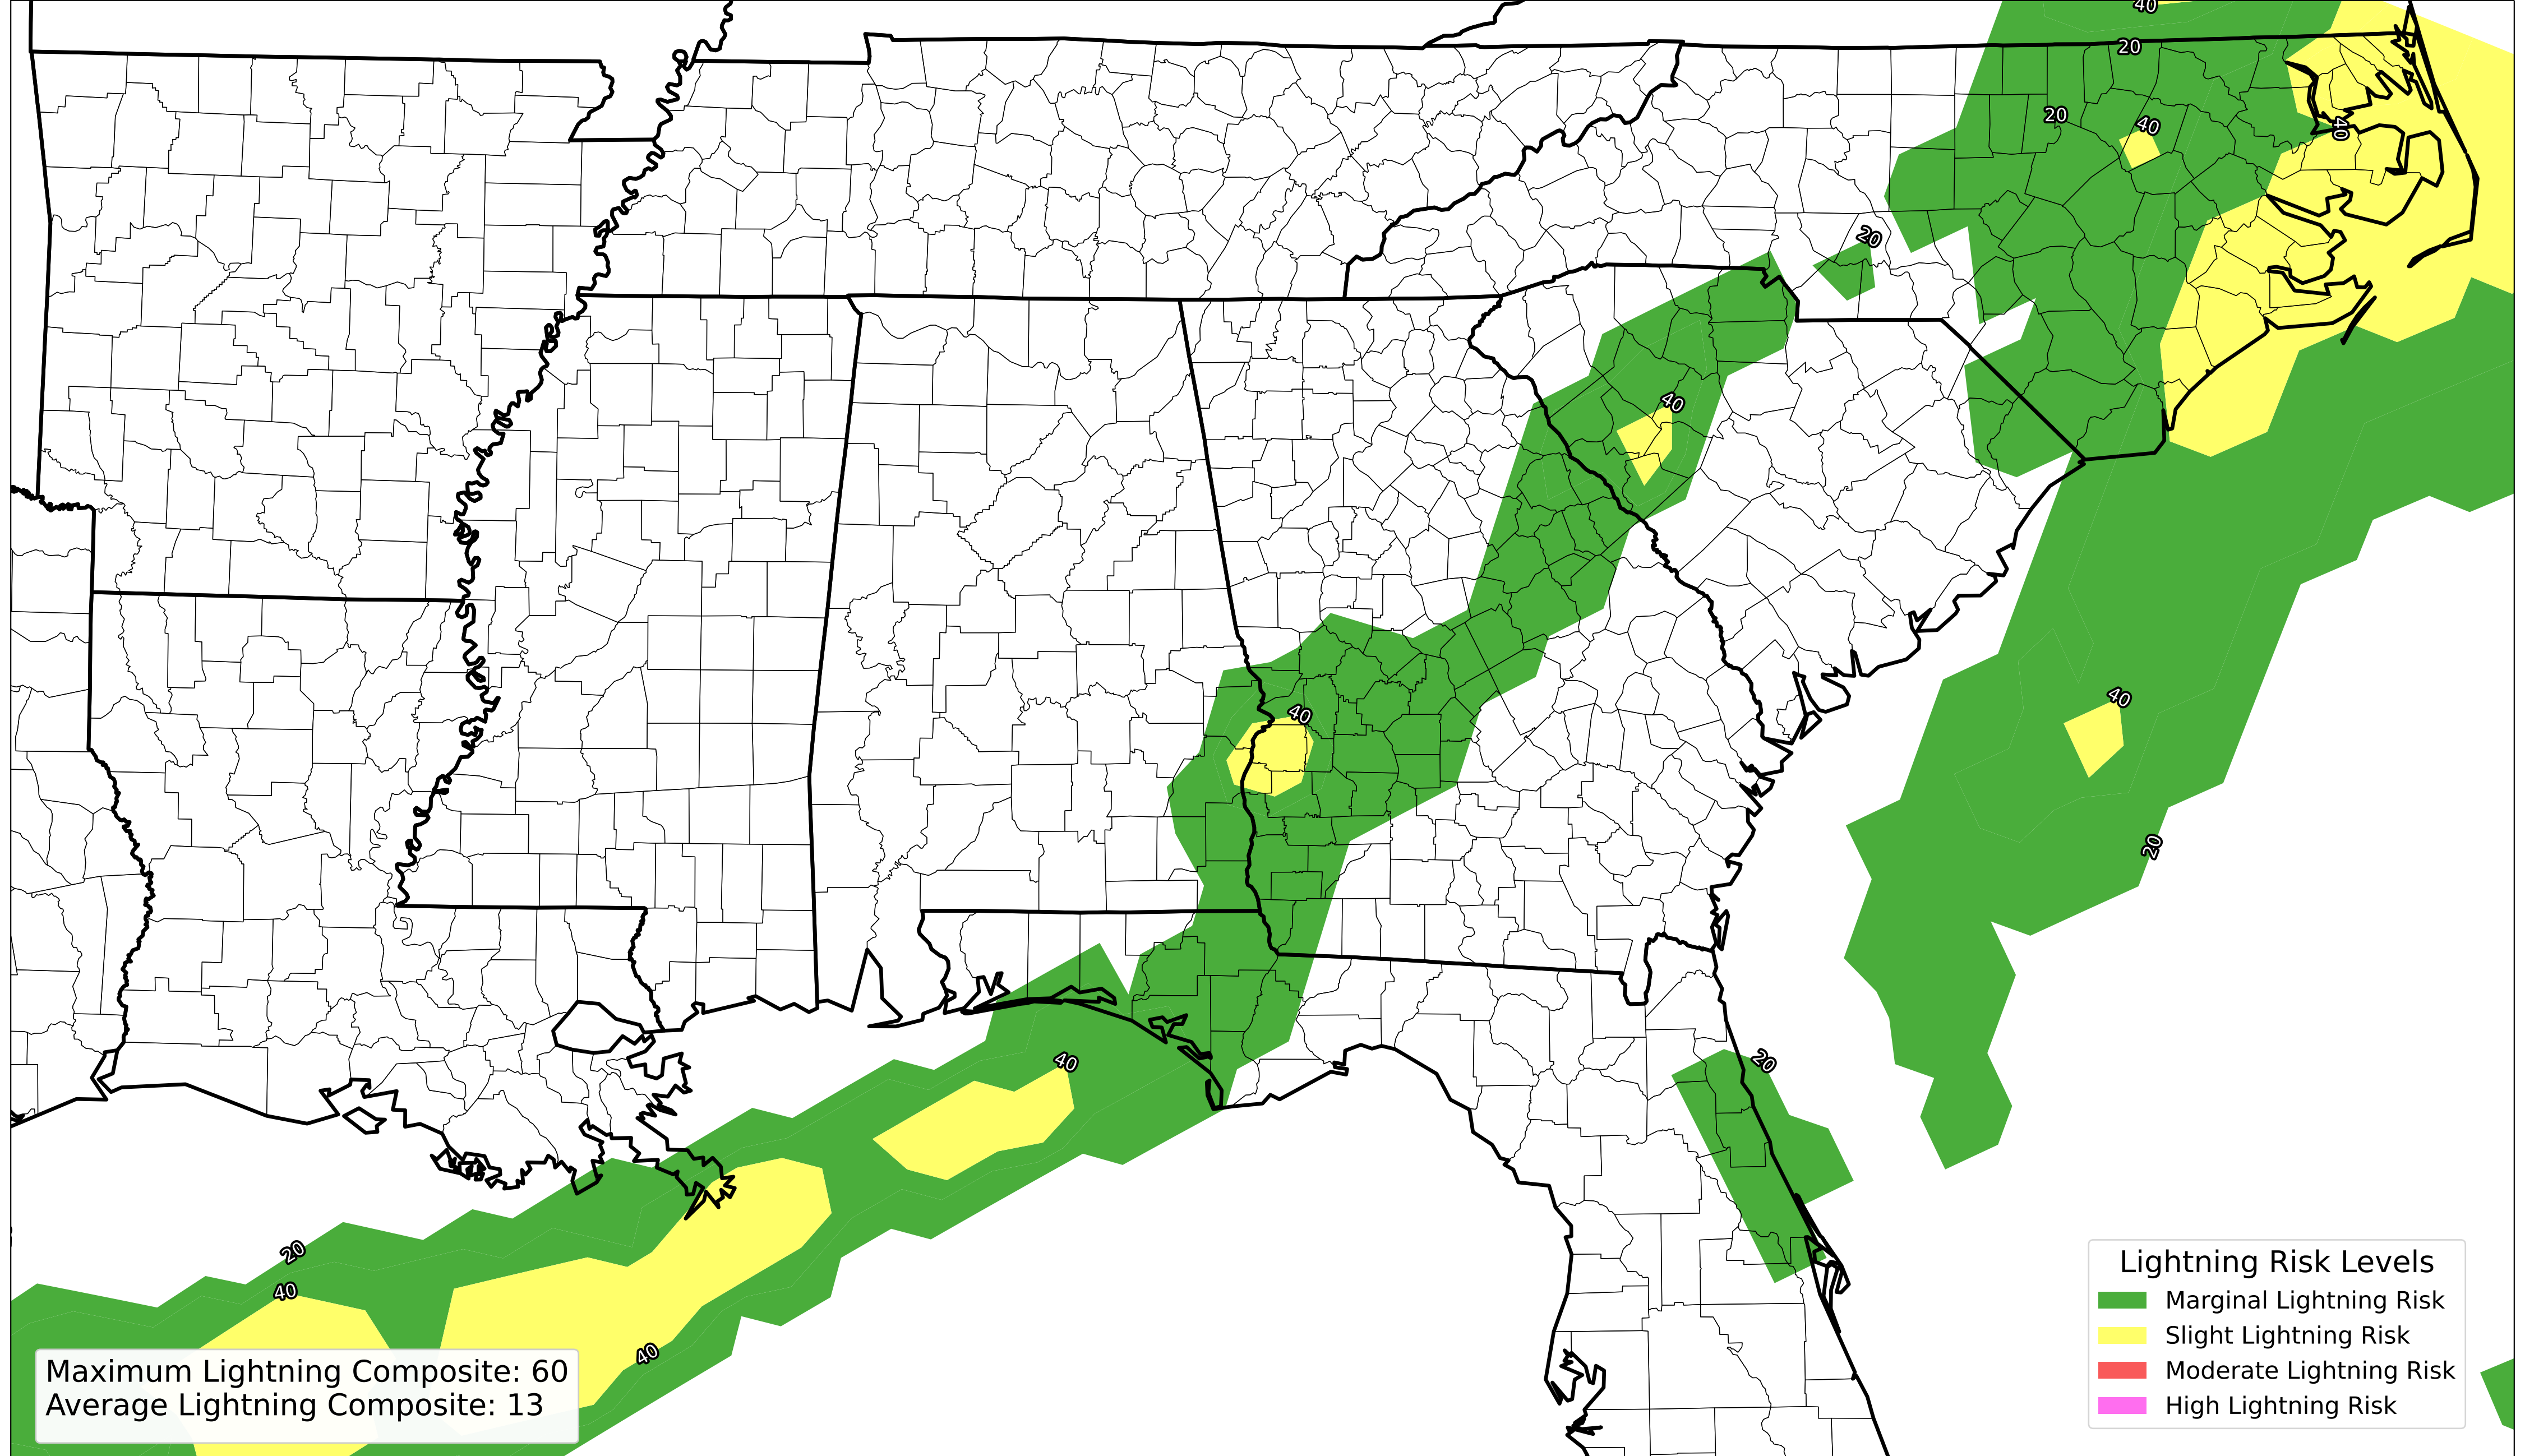 40
20
20
40
40
20
40
40
40
20
40
20
20
40
40
Maximum Lightning Composite: 60
Average Lightning Composite: 13
Lightning Risk Levels
Marginal Lightning Risk
Slight Lightning Risk
Moderate Lightning Risk
High Lightning Risk